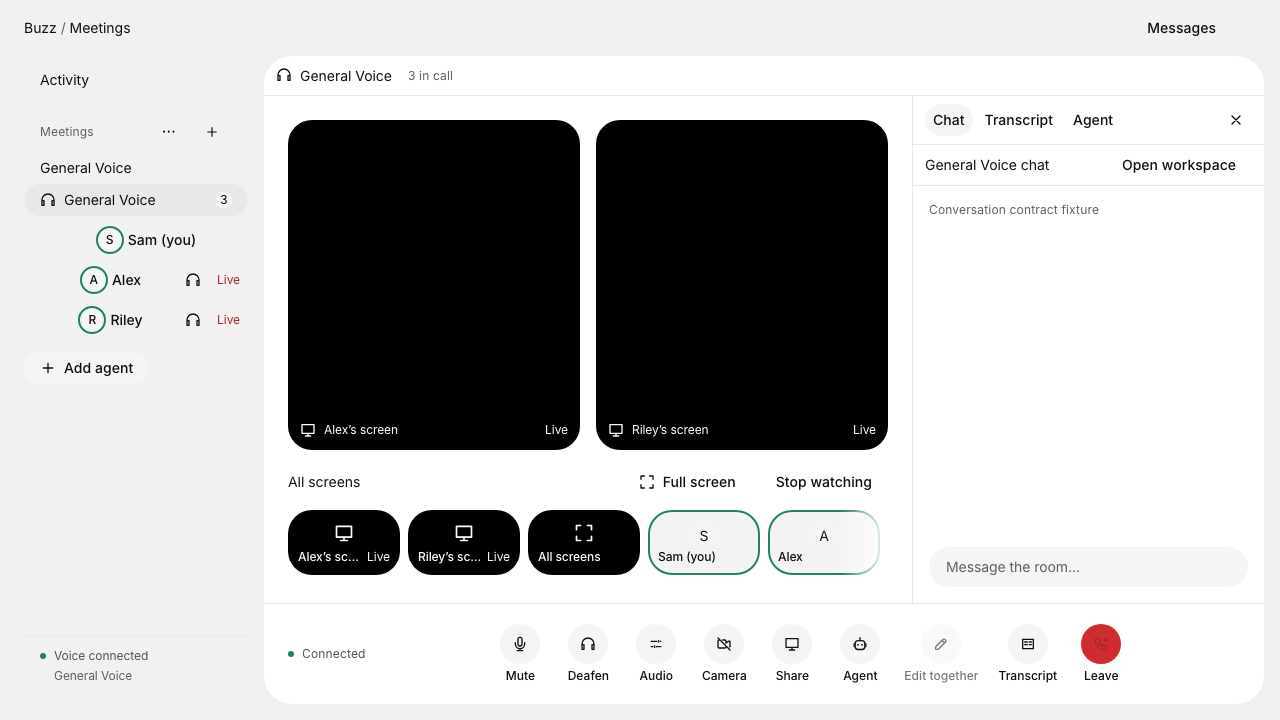 Buzz / Meetings
Messages
Activity
Meetings
General Voice
General Voice
3
S
Sam (you)
A
Alex
Live
R
Riley
Live
Add agent
Voice connected
General Voice
General Voice
3 in call
Alex's screen
Live
Riley's screen
Live
All screens
Full screen
Stop watching
Alex's sc...
Live
Riley's sc...
Live
All screens
S
Sam (you)
A
Alex
Chat
Transcript
Agent
General Voice chat
Open workspace
Conversation contract fixture
Message the room...
Connected
Mute
Deafen
Audio
Camera
Share
Agent
Edit together
Transcript
Leave